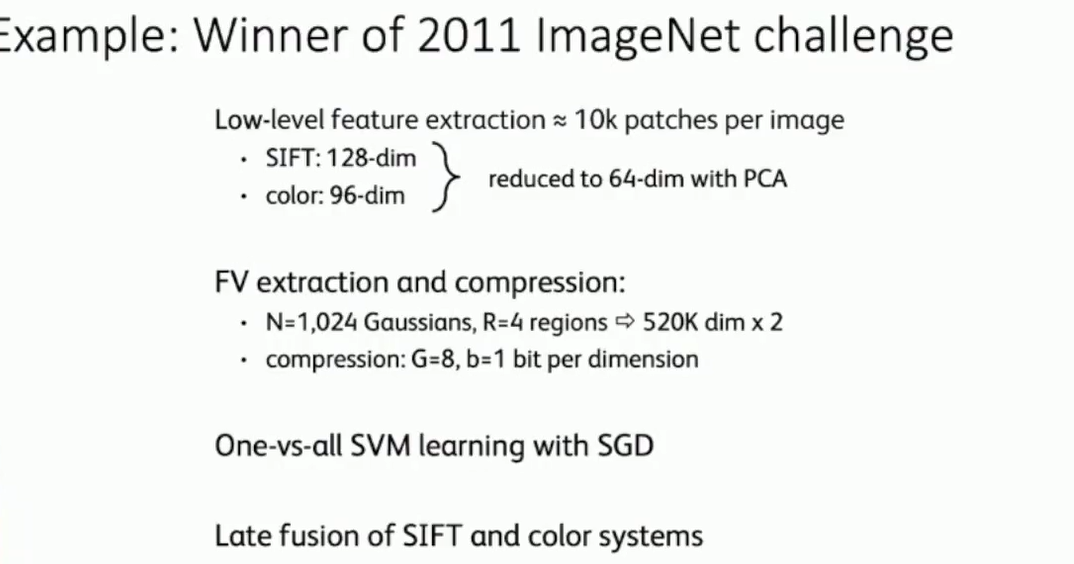 Example: Winner of 2011 ImageNet challenge
Low-level feature extraction ≈ 10k patches per image
• SIFT: 128-dim
• color: 96-dim
} reduced to 64-dim with PCA
FV extraction and compression:
• N=1,024 Gaussians, R=4 regions ⇨ 520K dim x 2
• compression: G=8, b=1 bit per dimension
One-vs-all SVM learning with SGD
Late fusion of SIFT and color systems